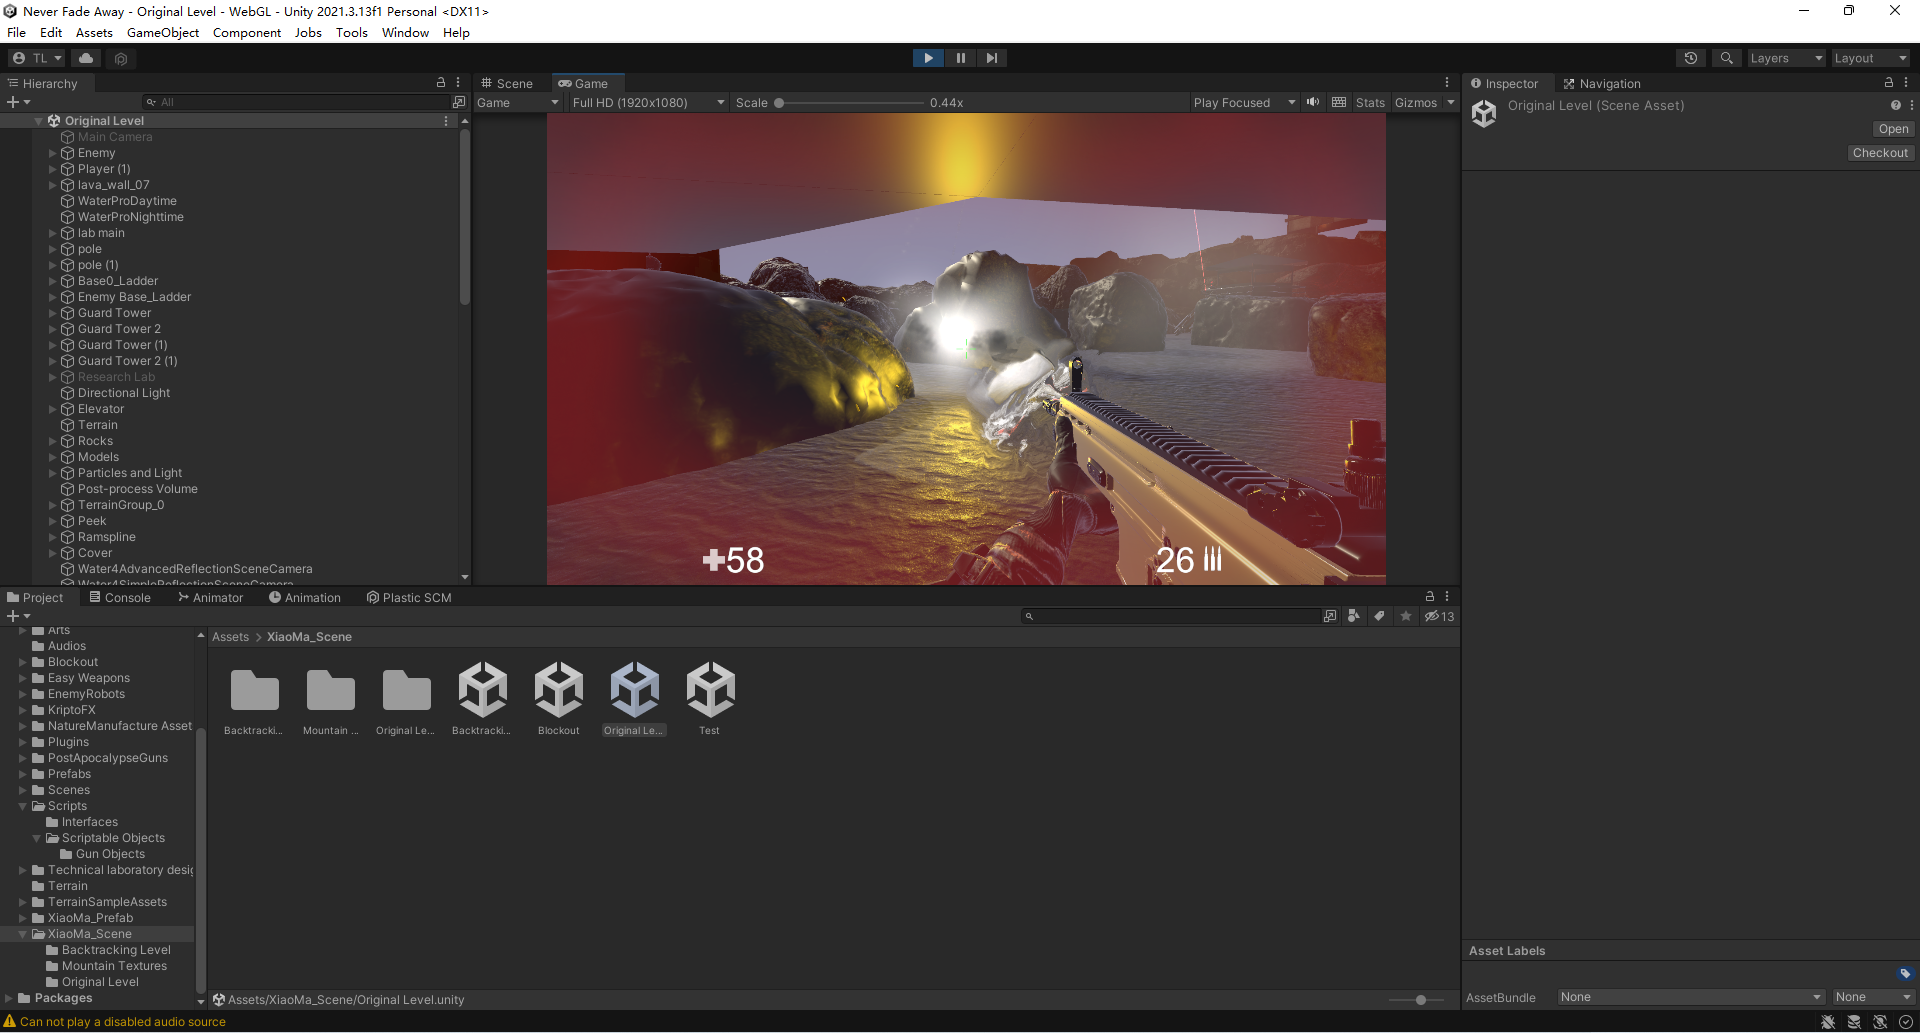 Never Fade Away - Original Level - WebGL - Unity 2021.3.13f1 Personal <DX11>
File Edit Assets GameObject Component Jobs Tools Window Help
TL
Layers
Layout
Hierarchy
All
Original Level
Main Camera
Enemy
Player (1)
lava_wall_07
WaterProDaytime
WaterProNighttime
lab main
pole
pole (1)
Base0_Ladder
Enemy Base_Ladder
Guard Tower
Guard Tower 2
Guard Tower (1)
Guard Tower 2 (1)
Research Lab
Directional Light
Elevator
Terrain
Rocks
Models
Particles and Light
Post-process Volume
TerrainGroup_0
Peek
Ramspline
Cover
Water4AdvancedReflectionSceneCamera
Water4SimpleReflectionSceneCamera
Scene
Game
Game
Full HD (1920x1080)
Scale
0.44x
Play Focused
Stats
Gizmos
58
26
Inspector
Navigation
Original Level (Scene Asset)
Open
Checkout
Project
Console
Animator
Animation
Plastic SCM
13
Arts
Audios
Blockout
Easy Weapons
EnemyRobots
KriptoFX
NatureManufacture Asset
Plugins
PostApocalypseGuns
Prefabs
Scenes
Scripts
Interfaces
Scriptable Objects
Gun Objects
Technical laboratory desig
Terrain
TerrainSampleAssets
XiaoMa_Prefab
XiaoMa_Scene
Backtracking Level
Mountain Textures
Original Level
Packages
Assets > XiaoMa_Scene
Backtracki...
Mountain ...
Original Le...
Backtracki...
Blockout
Original Le...
Test
Assets/XiaoMa_Scene/Original Level.unity
Asset Labels
AssetBundle
None
None
Can not play a disabled audio source